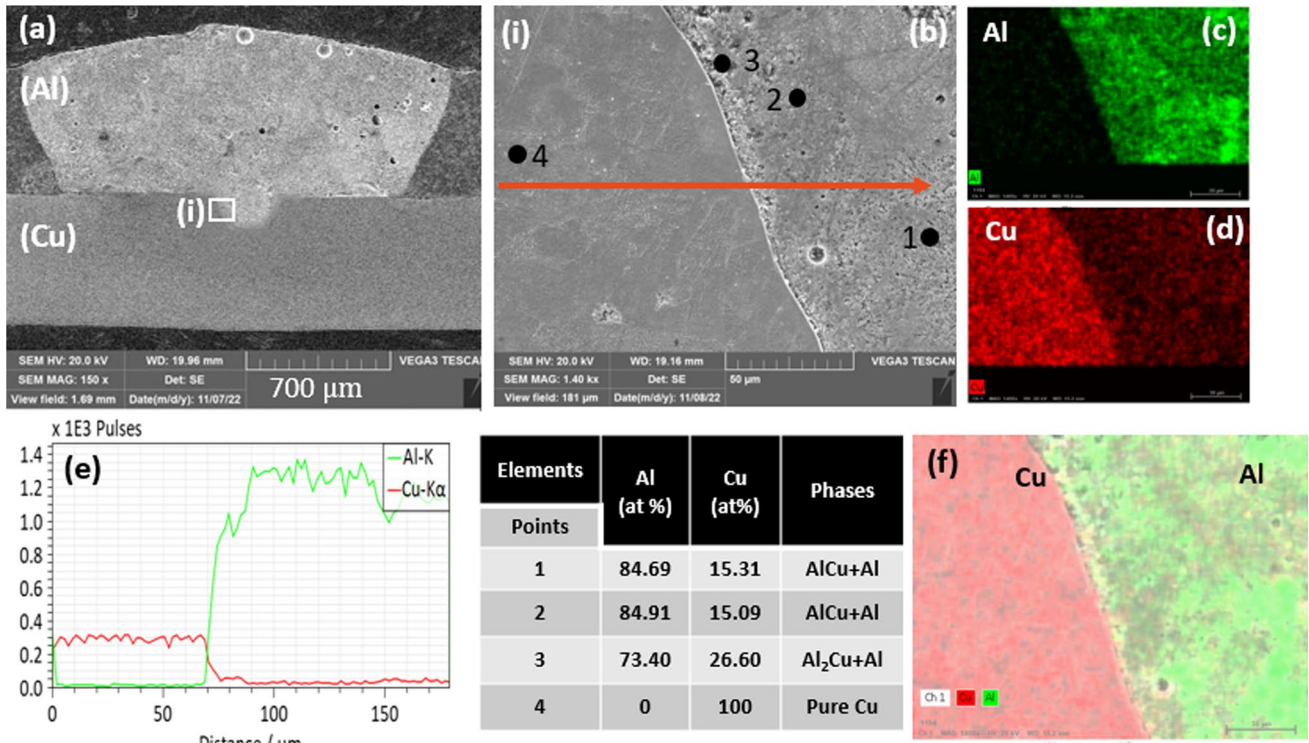 (a)
(Al)
(i)
(Cu)
SEM HV: 20.0 kV WD: 19.96 mm VEGA3 TESCAN
SEM MAG: 150 x Det: SE 700 µm
View field: 1.69 mm Date(m/d/y): 11/07/22
(i) (b)
3
2
4
1
SEM HV: 20.0 kV WD: 19.16 mm VEGA3 TESCAN
SEM MAG: 1.40 kx Det: SE 50 µm
View field: 181 µm Date(m/d/y): 11/08/22
Al (c)
Al
Cu (d)
Cu
x 1E3 Pulses
(e)
Al-K
Cu-Kα
1.4
1.2
1.0
0.8
0.6
0.4
0.2
0.0
0 50 100 150
Distance / µm
Elements Al (at %) Cu (at%) Phases
Points
1 84.69 15.31 AlCu+Al
2 84.91 15.09 AlCu+Al
3 73.40 26.60 Al₂Cu+Al
4 0 100 Pure Cu
(f) Cu Al
Ch 1 Cu Al